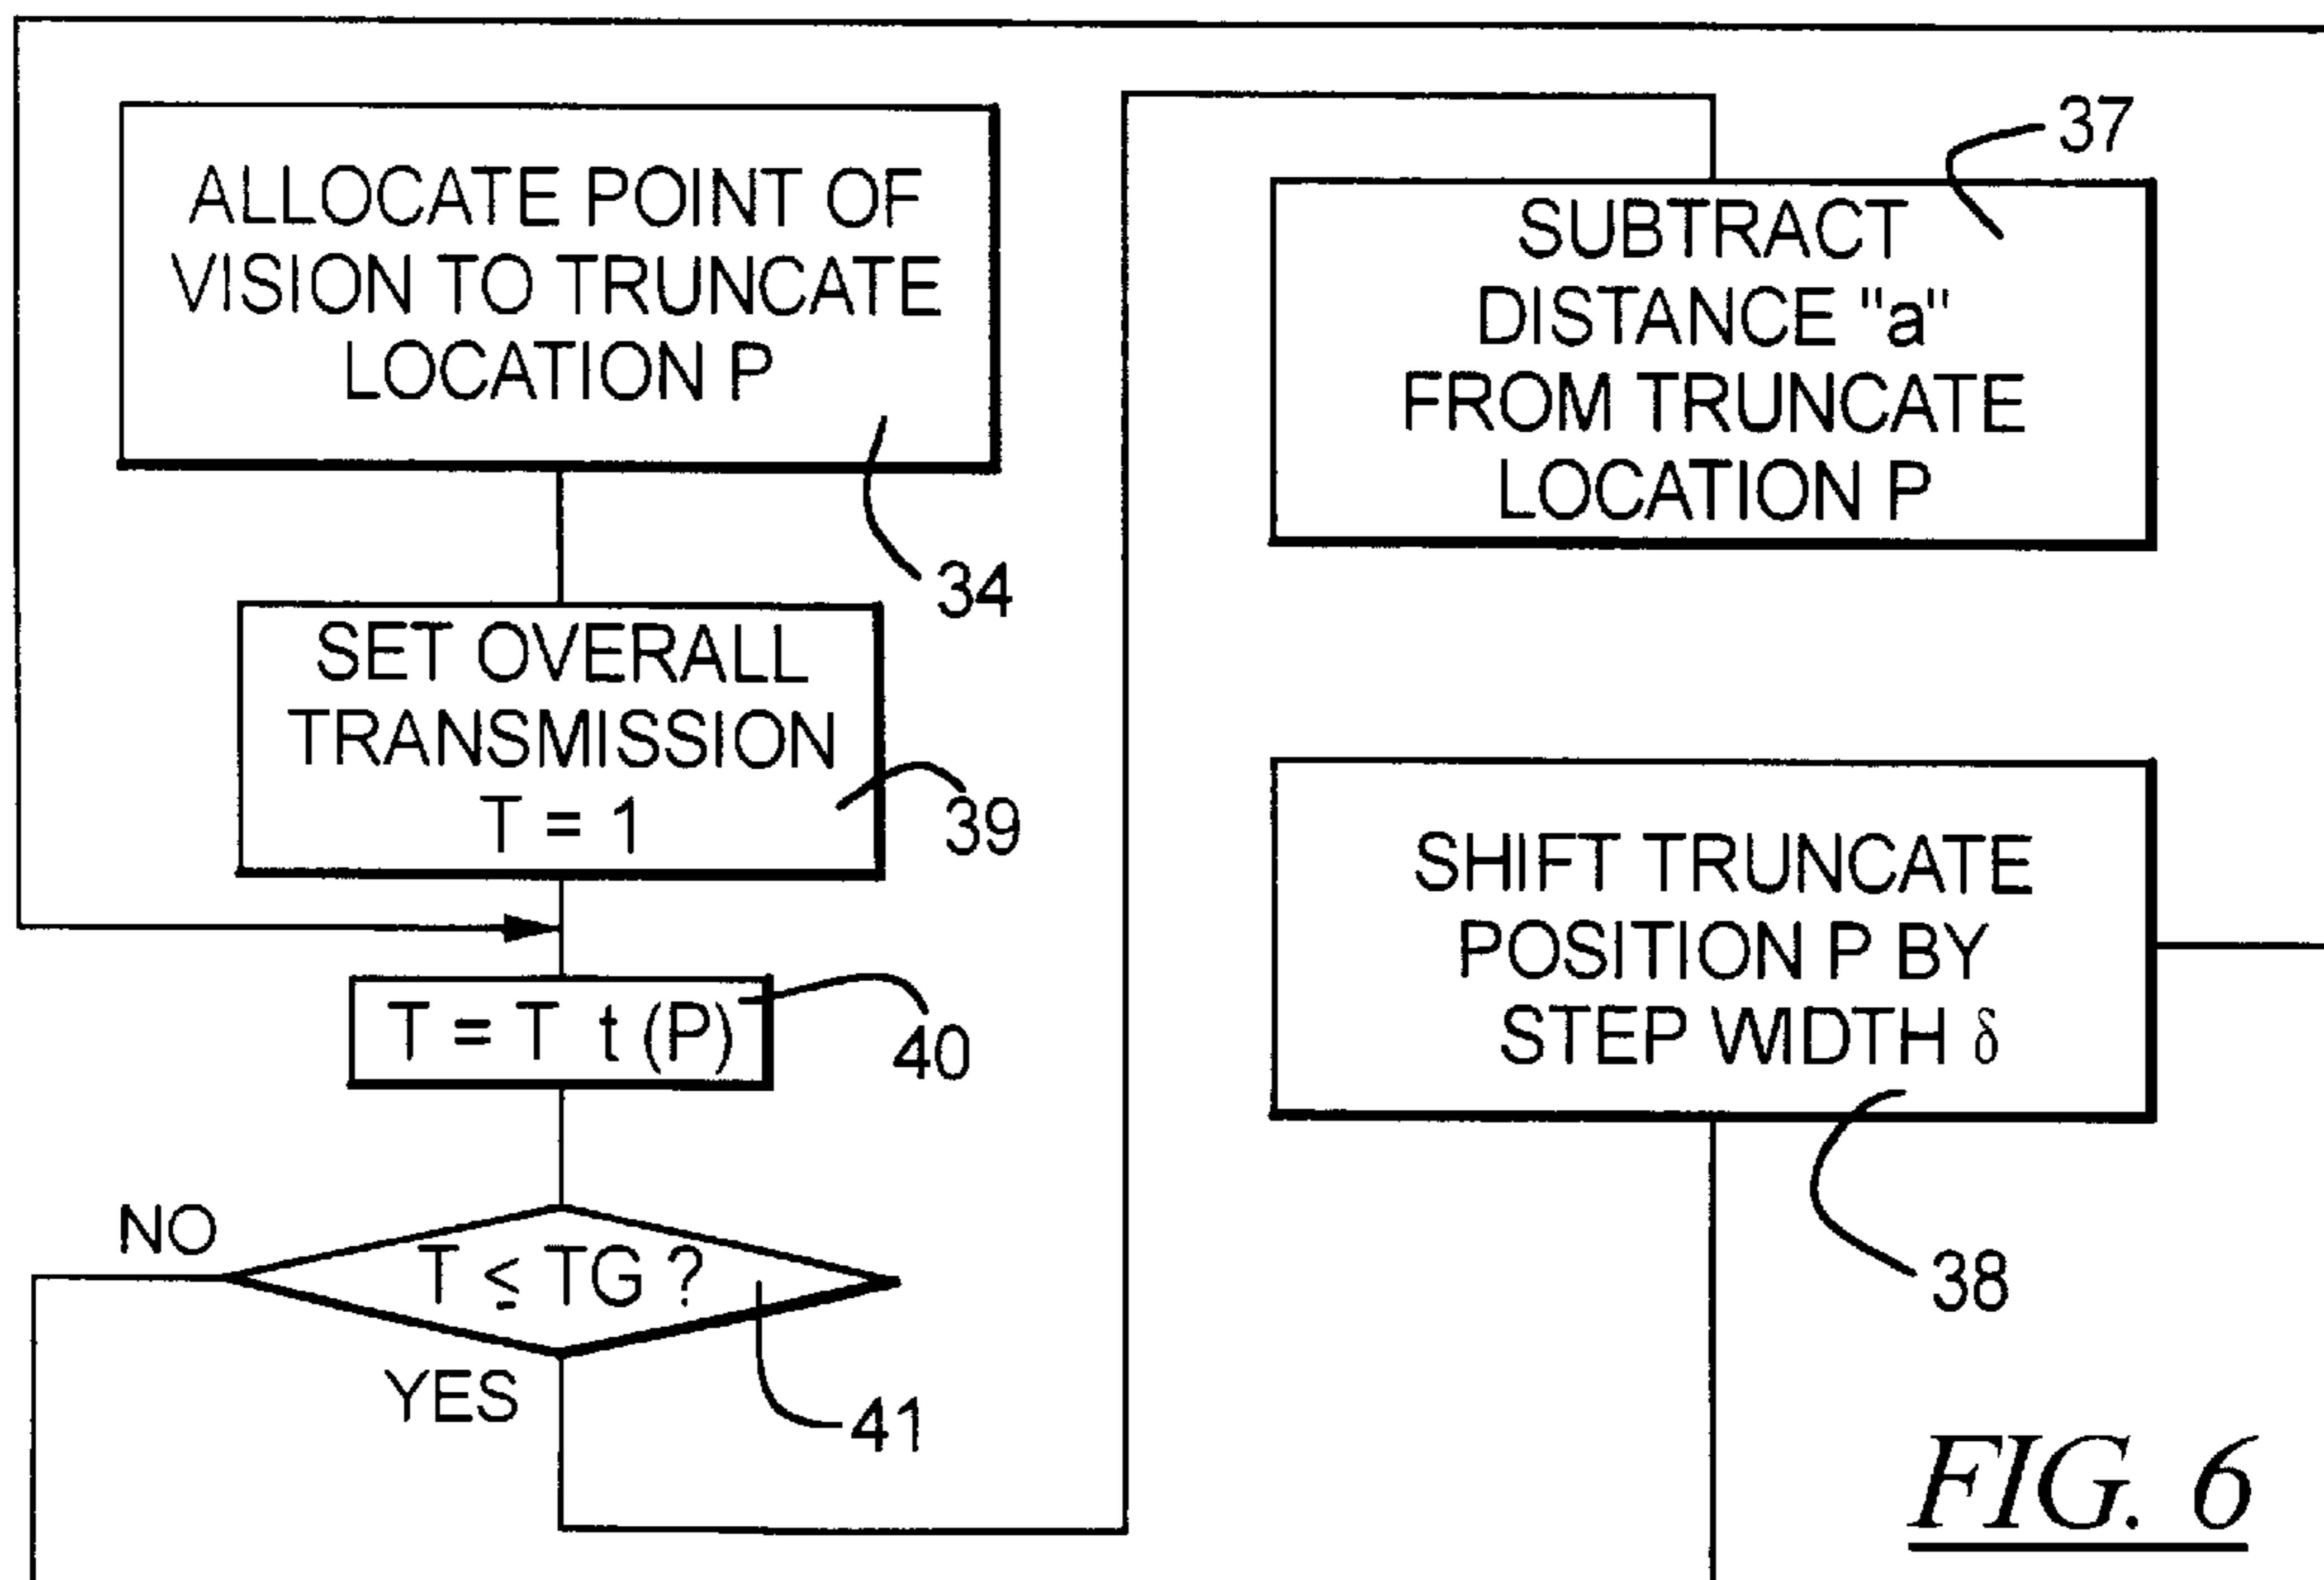 ALLOCATE POINT OF
VISION TO TRUNCATE
LOCATION P
34
SET OVERALL
TRANSMISSION
T = 1
39
T = T t (P)
40
NO
T ≤ TG ?
YES
41
37
SUBTRACT
DISTANCE "a"
FROM TRUNCATE
LOCATION P
SHIFT TRUNCATE
POSITION P BY
STEP WIDTH δ
38
FIG. 6